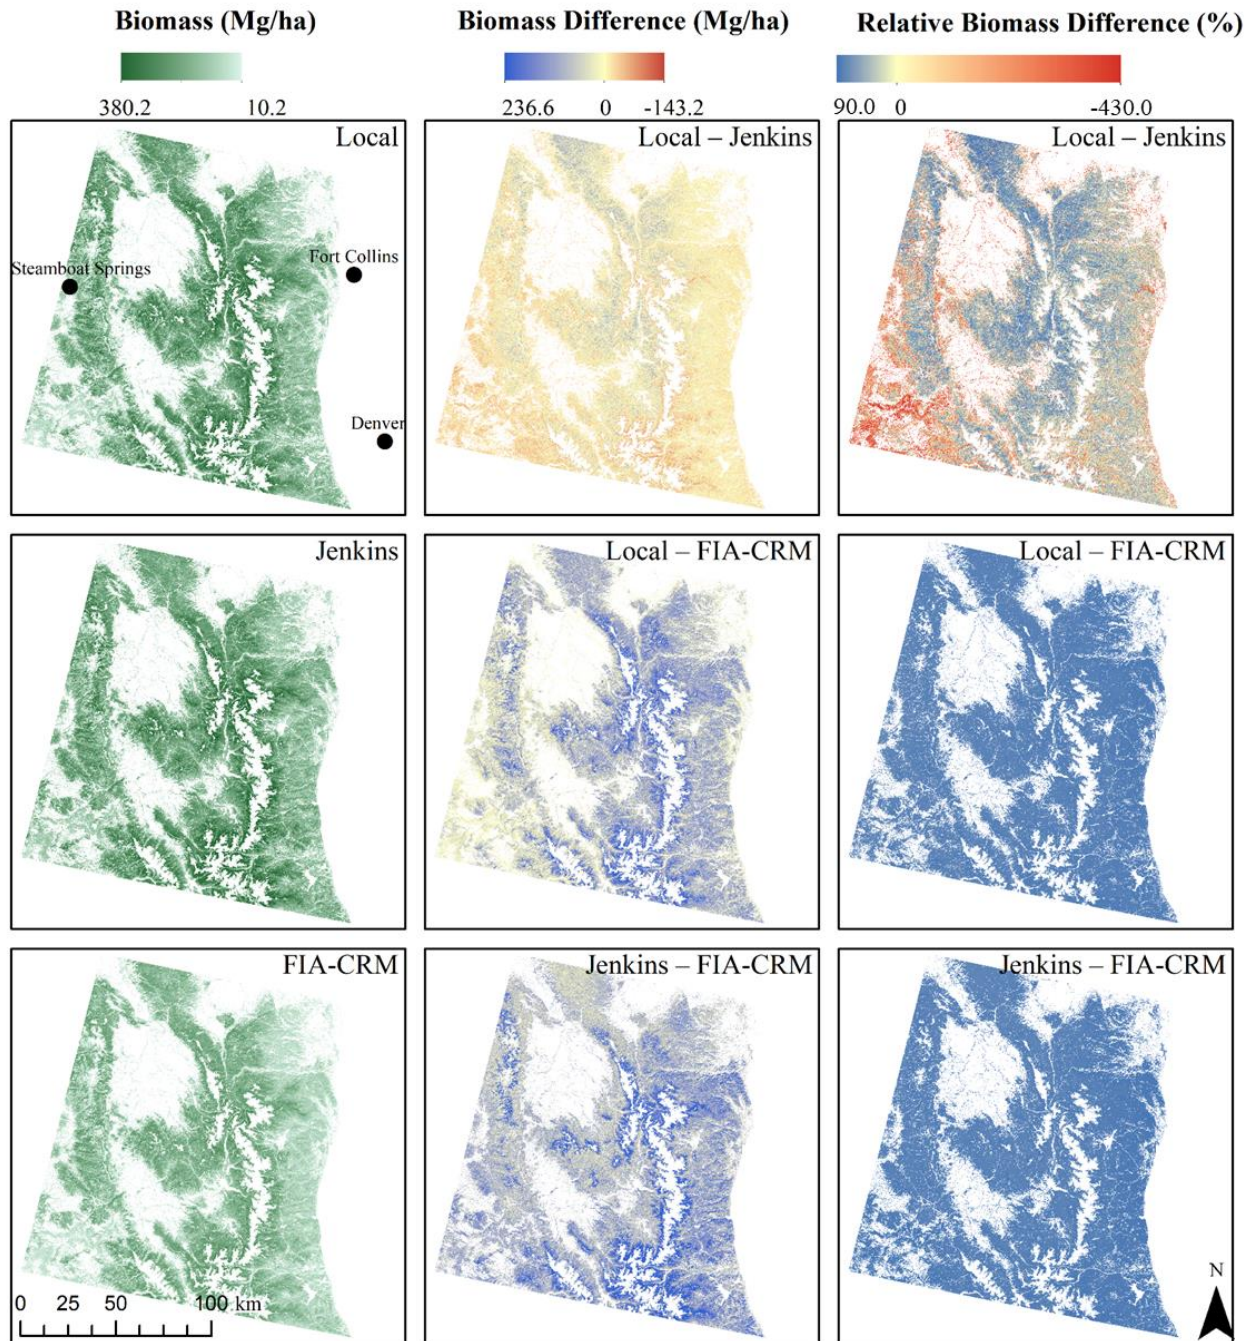 Biomass (Mg/ha)
Biomass Difference (Mg/ha)
Relative Biomass Difference (%)
380.2 10.2
236.6 0 -143.2
90.0 0 -430.0
Local
Local – Jenkins
Local – Jenkins
Steamboat Springs
Fort Collins
Denver
Jenkins
Local – FIA-CRM
Local – FIA-CRM
FIA-CRM
Jenkins – FIA-CRM
Jenkins – FIA-CRM
0 25 50 100 km
N